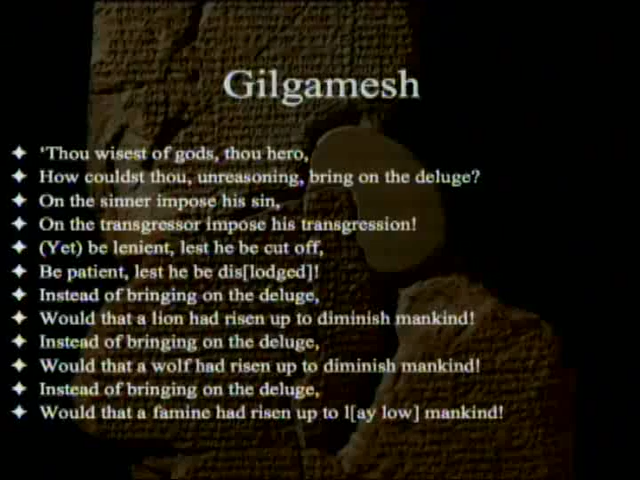 Gilgamesh
'Thou wisest of gods, thou hero,
How couldst thou, unreasoning, bring on the deluge?
On the sinner impose his sin,
On the transgressor impose his transgression!
(Yet) be lenient, lest he be cut off,
Be patient, lest he be dis[lodged]!
Instead of bringing on the deluge,
Would that a lion had risen up to diminish mankind!
Instead of bringing on the deluge,
Would that a wolf had risen up to diminish mankind!
Instead of bringing on the deluge,
Would that a famine had risen up to l[ay low] mankind!